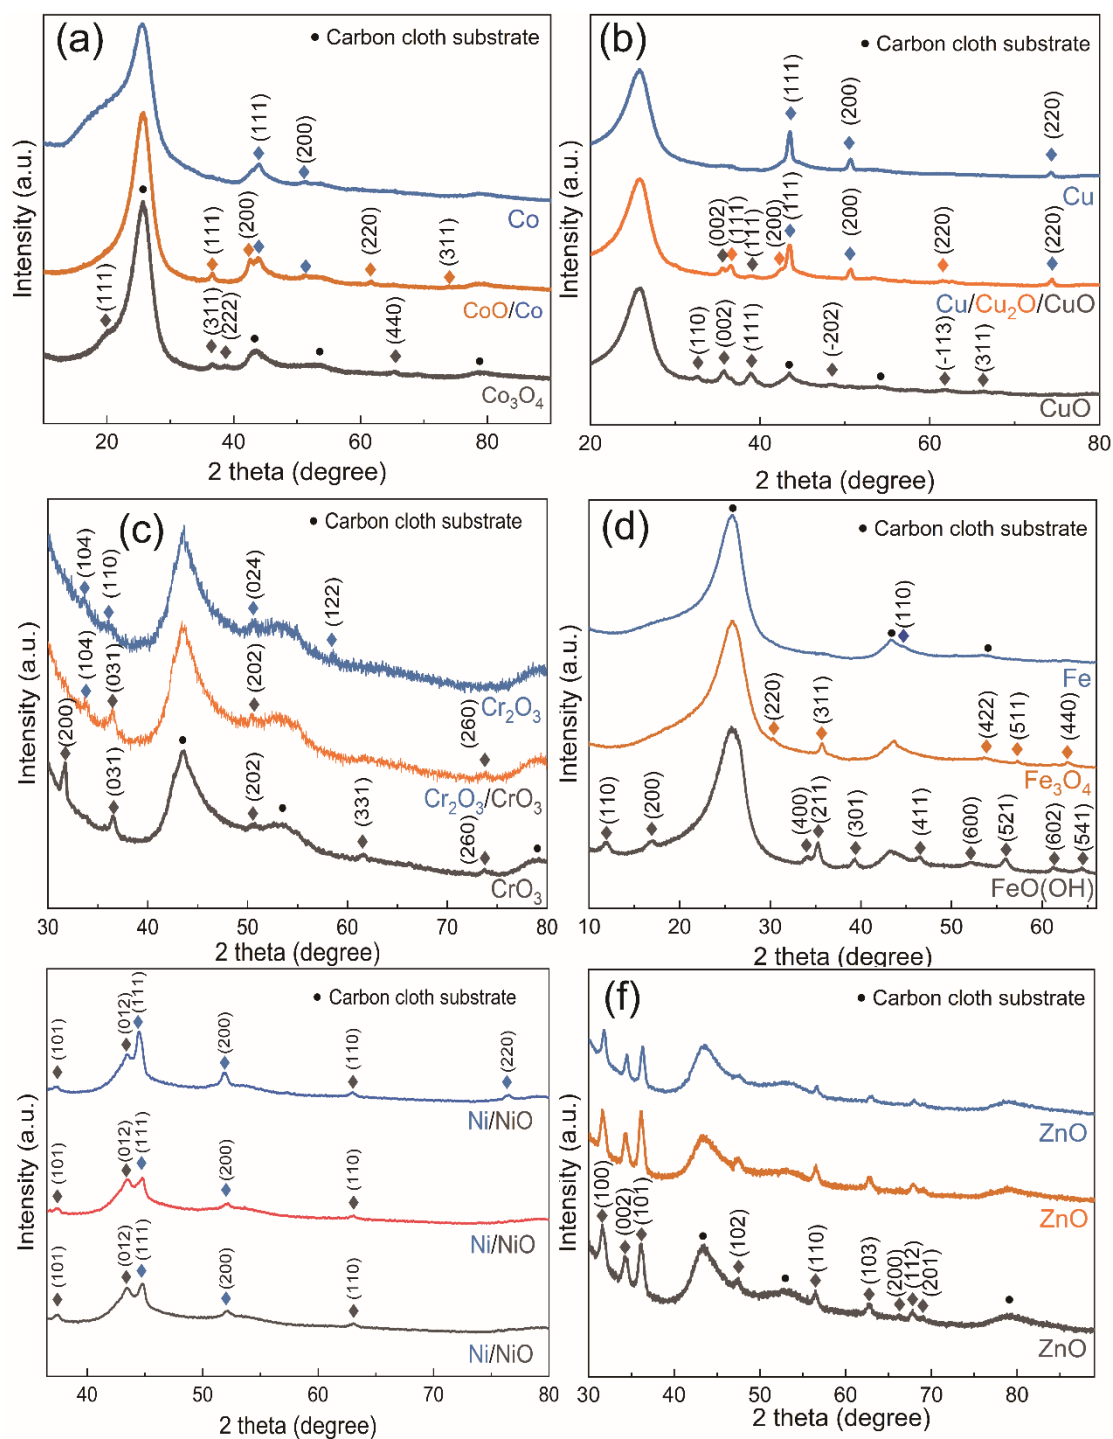 (a)
● Carbon cloth substrate
(111)
(200)
Co
(111)
(200)
(220)
(311)
CoO/Co
(111)
(311)
(222)
(440)
Co₃O₄
Intensity (a.u.)
20 40 60 80
2 theta (degree)
(b)
● Carbon cloth substrate
(111)
(200)
(220)
Cu
(002)
(111)
(111)
(200)
(111)
(200)
(220)
(220)
Cu/Cu₂O/CuO
(110)
(002)
(111)
(-202)
(-113)
(311)
CuO
Intensity (a.u.)
20 40 60 80
2 theta (degree)
(c)
● Carbon cloth substrate
(104)
(110)
(024)
(122)
Cr₂O₃
(104)
(031)
(202)
(260)
Cr₂O₃/CrO₃
(200)
(031)
(202)
(331)
(260)
CrO₃
Intensity (a.u.)
30 40 50 60 70 80
2 theta (degree)
(d)
● Carbon cloth substrate
(110)
Fe
(220)
(311)
(422)
(511)
(440)
Fe₃O₄
(110)
(200)
(400)
(211)
(301)
(411)
(600)
(521)
(602)
(541)
FeO(OH)
Intensity (a.u.)
10 20 30 40 50 60
2 theta (degree)
● Carbon cloth substrate
(101)
(012)
(111)
(200)
(110)
(220)
Ni/NiO
(101)
(012)
(111)
(200)
(110)
Ni/NiO
(101)
(012)
(111)
(200)
(110)
Ni/NiO
Intensity (a.u.)
40 50 60 70 80
2 theta (degree)
(f)
● Carbon cloth substrate
ZnO
ZnO
(100)
(002)
(101)
(102)
(110)
(103)
(200)
(112)
(201)
ZnO
Intensity (a.u.)
30 40 50 60 70 80
2 theta (degree)